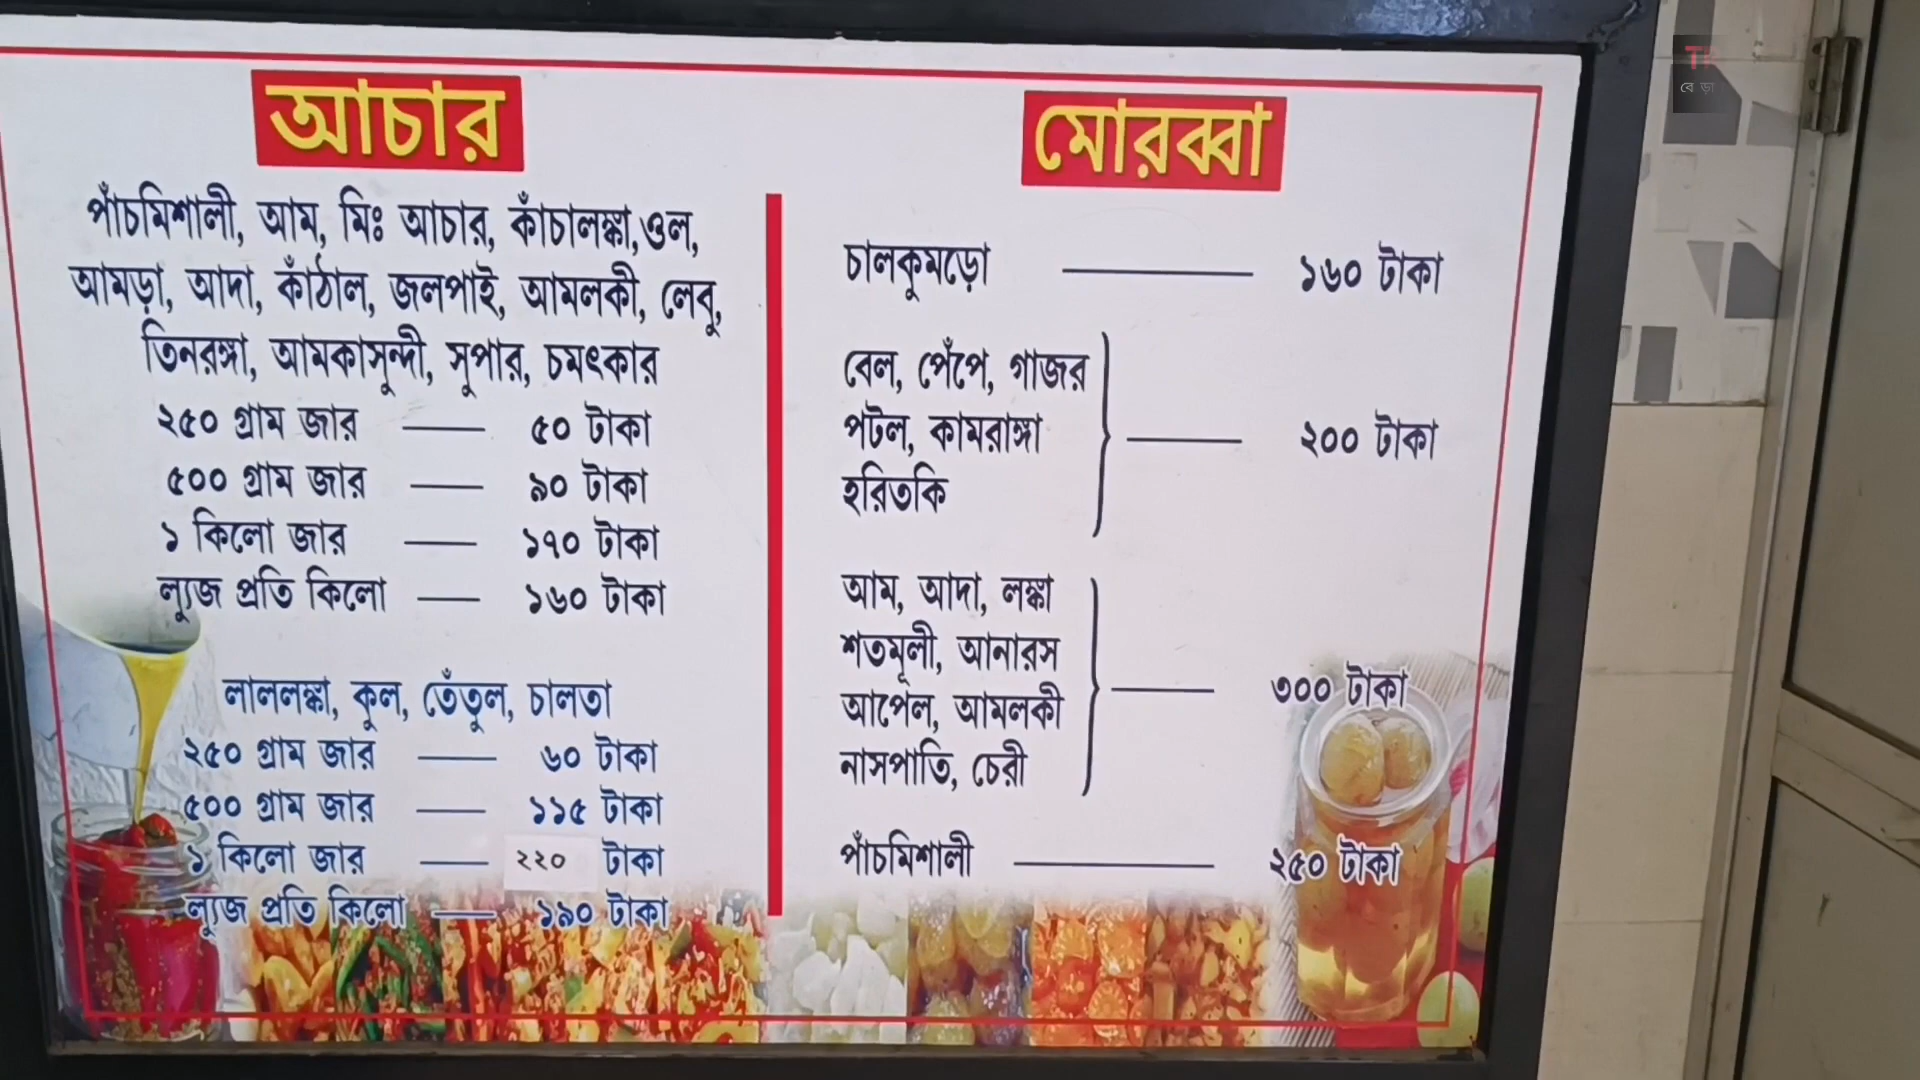 আচার
পাঁচমিশালী, আম, মিঃ আচার, কাঁচালঙ্কা,ওল,
আমড়া, আদা, কাঁঠাল, জলপাই, আমলকী, লেবু,
তিনরঙ্গা, আমকাসুন্দী, সুপার, চমৎকার
২৫০ গ্রাম জার —— ৫০ টাকা
৫০০ গ্রাম জার —— ৯০ টাকা
১ কিলো জার —— ১৭০ টাকা
ল্যুজ প্রতি কিলো —— ১৬০ টাকা
লাললঙ্কা, কুল, তেঁতুল, চালতা
২৫০ গ্রাম জার —— ৬০ টাকা
৫০০ গ্রাম জার —— ১১৫ টাকা
১ কিলো জার —— ২২০ টাকা
ল্যুজ প্রতি কিলো —— ১৯০ টাকা
মোরব্বা
চালকুমড়ো —— ১৬০ টাকা
বেল, পেঁপে, গাজর
পটল, কামরাঙ্গা —— ২০০ টাকা
হরিতকি
আম, আদা, লঙ্কা
শতমূলী, আনারস
—— ৩০০ টাকা
আপেল, আমলকী
নাসপাতি, চেরী
পাঁচমিশালী —— ২৫০ টাকা